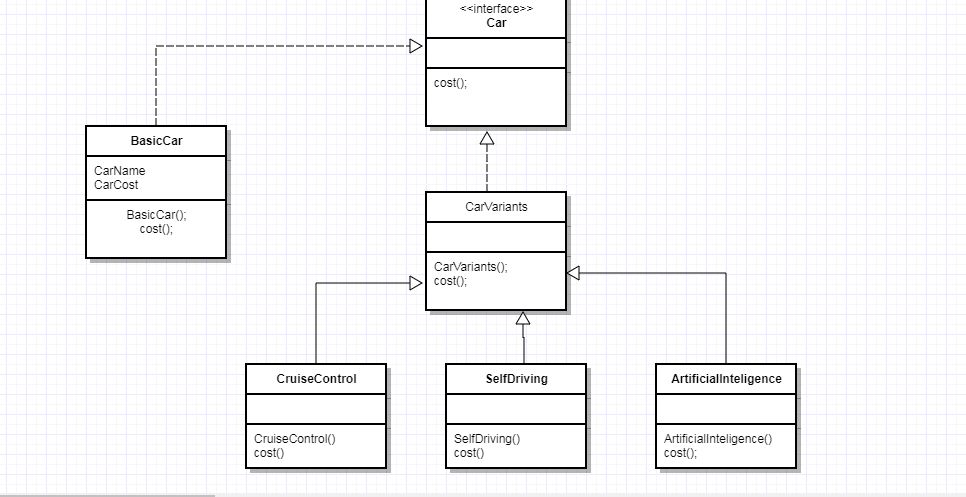 <<interface>>
Car
cost();
BasicCar
CarName
CarCost
BasicCar();
cost();
CarVariants
CarVariants();
cost();
CruiseControl
CruiseControl()
cost()
SelfDriving
SelfDriving()
cost()
ArtificialInteligence
ArtificialInteligence()
cost();